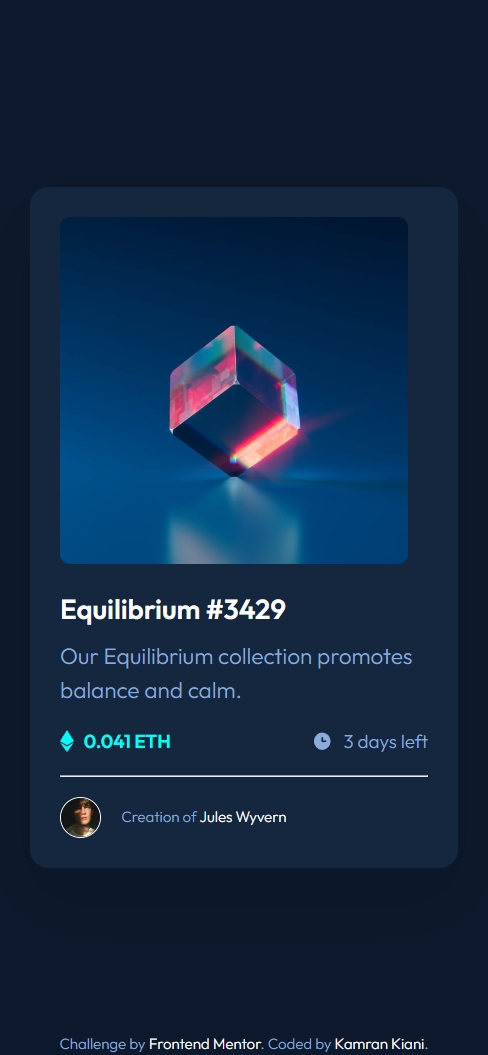 Equilibrium #3429
Our Equilibrium collection promotes
balance and calm.
0.041 ETH
3 days left
Creation of Jules Wyvern
Challenge by Frontend Mentor. Coded by Kamran Kiani.